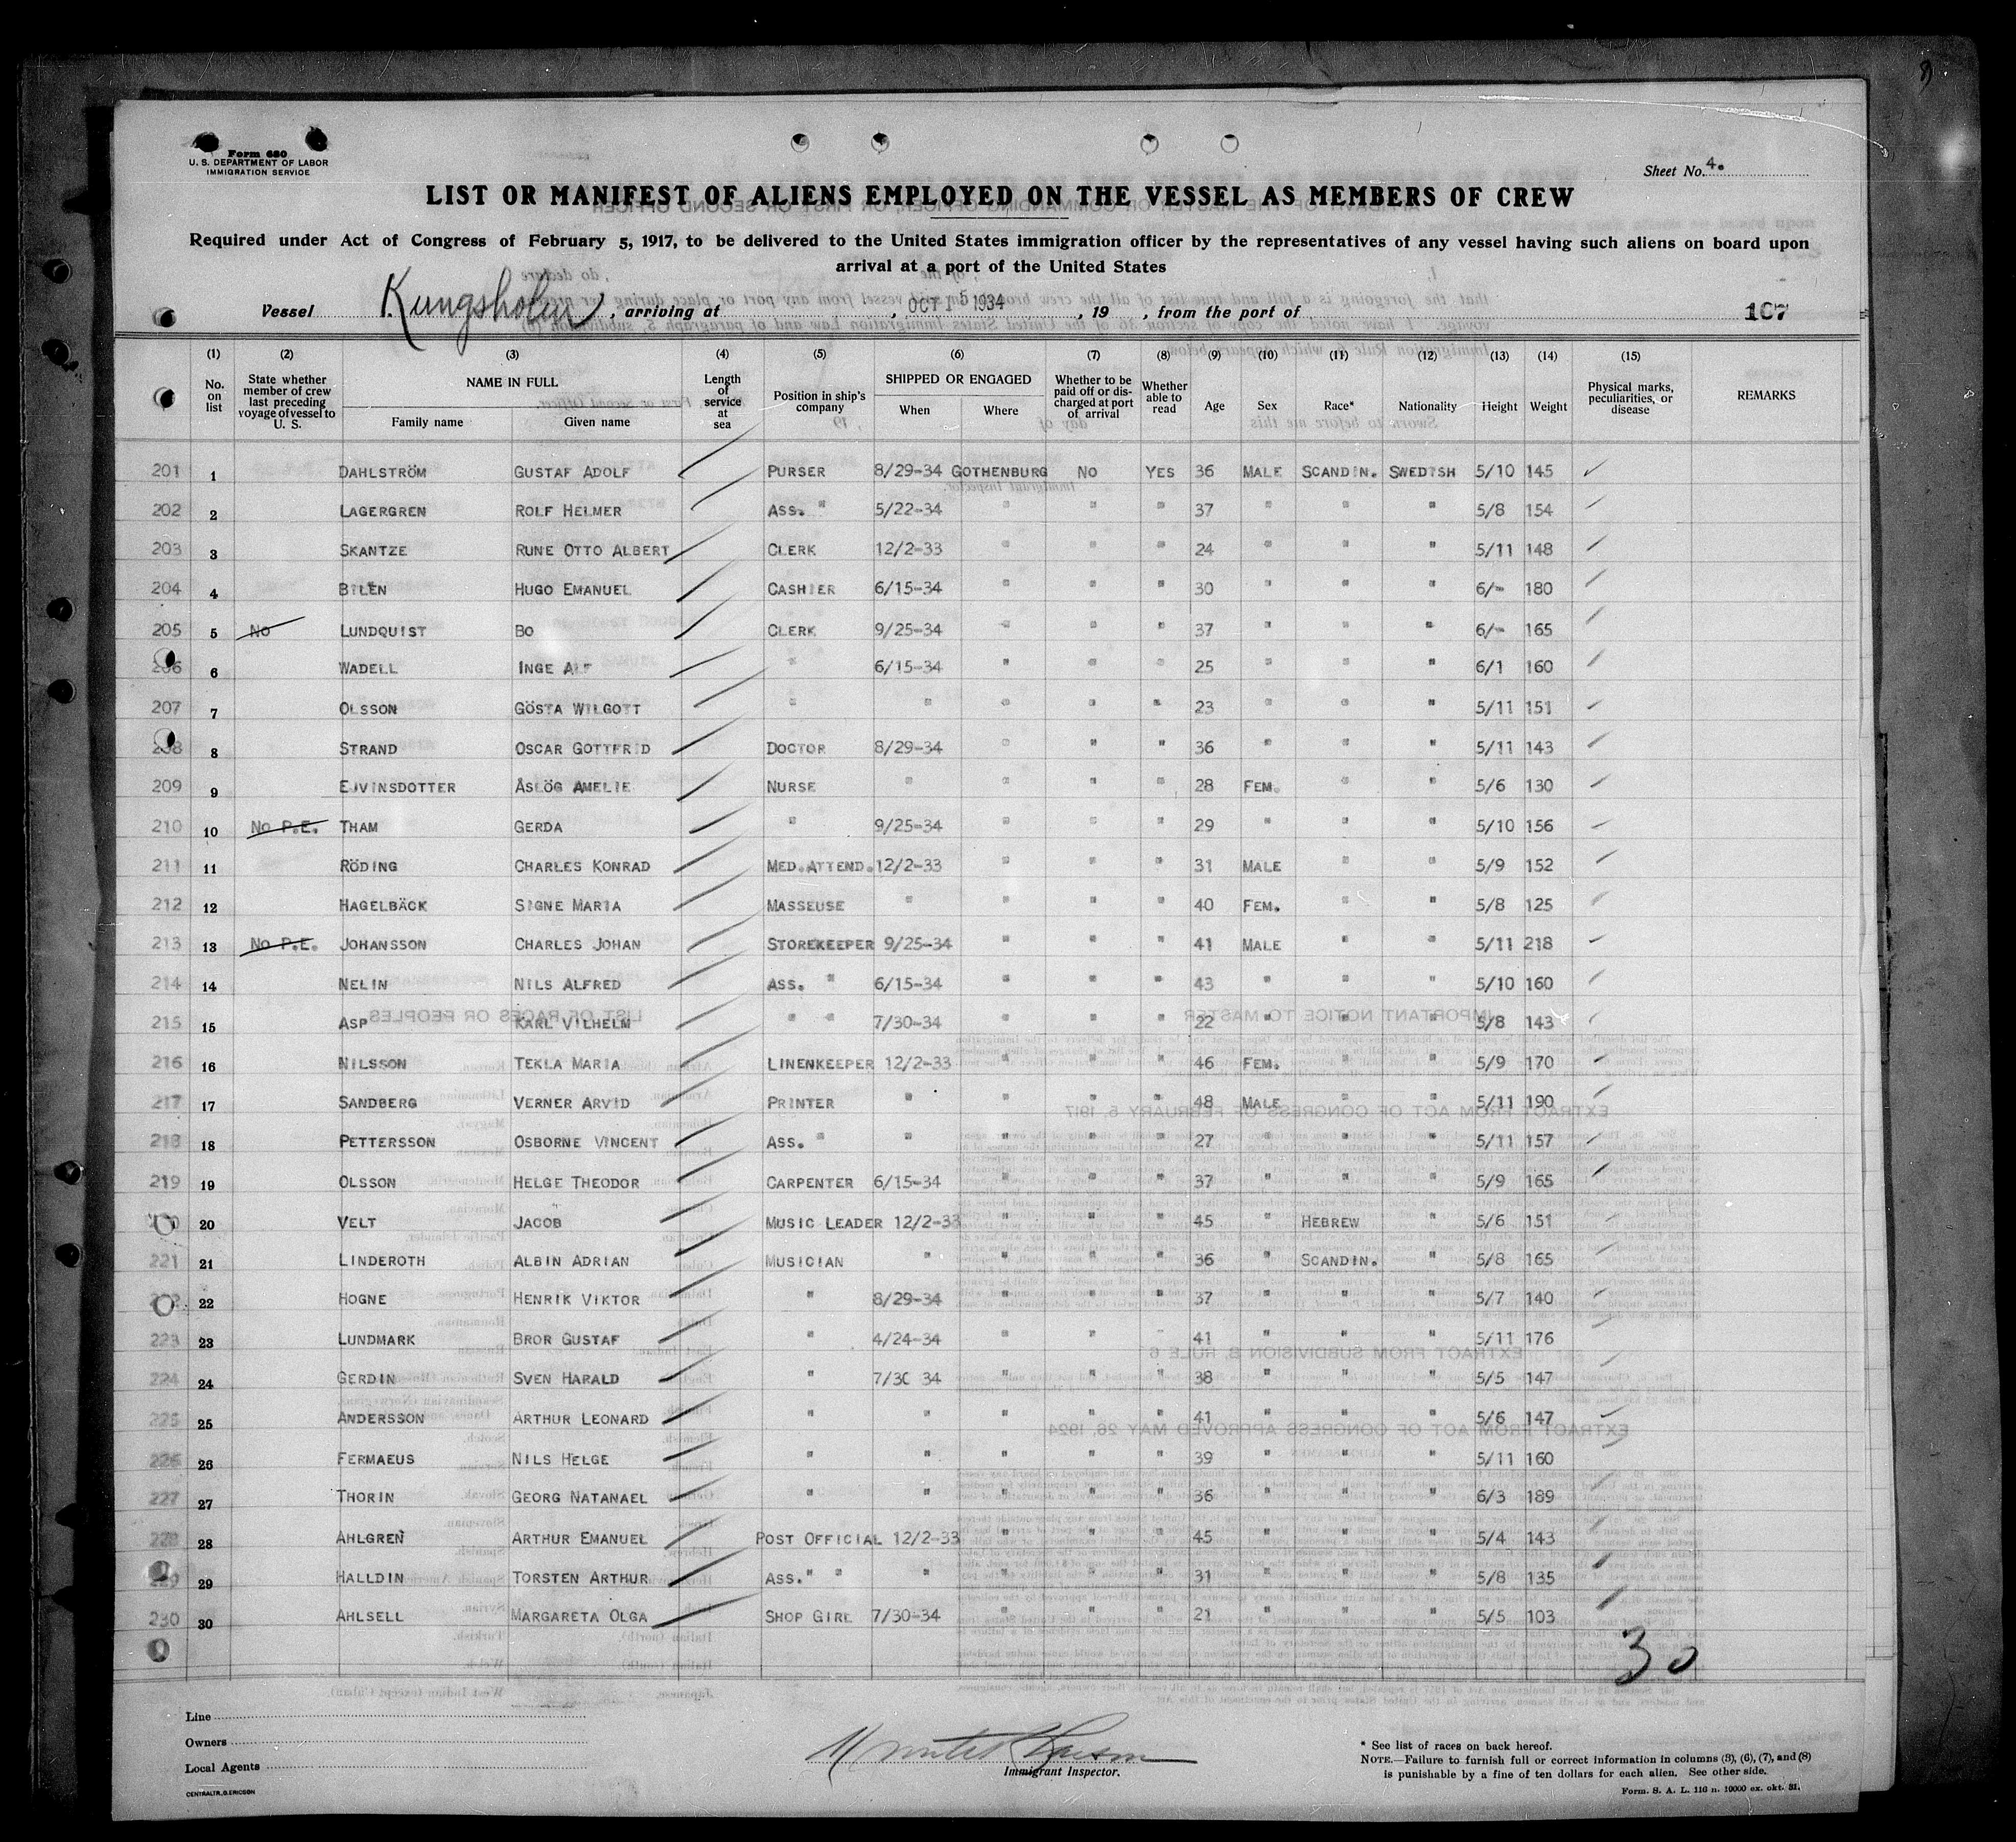 Form 680
U. S. DEPARTMENT OF LABOR
IMMIGRATION SERVICE
Sheet No. 4.
LIST OR MANIFEST OF ALIENS EMPLOYED ON THE VESSEL AS MEMBERS OF CREW
Required under Act of Congress of February 5, 1917, to be delivered to the United States immigration officer by the representatives of any vessel having such aliens on board upon
arrival at a port of the United States
Vessel Kungsholm, arriving at , OCT 15 1934 , 19 , from the port of 107
(1) (2) (3) (4) (5) (6) (7) (8) (9) (10) (11) (12) (13) (14) (15)
No. on list State whether member of crew last preceding voyage of vessel to U. S. NAME IN FULL Family name Given name Length of service at sea Position in ship's company SHIPPED OR ENGAGED When Where Whether to be paid off or discharged at port of arrival Whether able to read Age Sex Race* Nationality Height Weight Physical marks, peculiarities, or disease REMARKS
201 1 DAHLSTRÖM GUSTAF ADOLF PURSER 8/29-34 GOTHENBURG NO YES 36 MALE SCANDIN. SWEDISH 5/10 145
202 2 LAGERGREN ROLF HELMER ASS. " 5/22-34 " " " 37 " " " 5/8 154
203 3 SKANTZE RUNE OTTO ALBERT CLERK 12/2-33 " " " 24 " " " 5/11 148
204 4 BILÉN HUGO EMANUEL CASHIER 6/15-34 " " " 30 " " " 6/- 180
205 5 NO LUNDQUIST BO CLERK 9/25-34 " " " 37 " " " 6/- 165
206 6 WADELL INGE ALF " 6/15-34 " " " 25 " " " 6/1 160
207 7 OLSSON GÖSTA WILGOTT " " " " " 23 " " " 5/11 151
208 8 STRAND OSCAR GOTTFRID DOCTOR 8/29-34 " " " 36 " " " 5/11 143
209 9 EJVINSDOTTER ÅSLÖG AMELIE NURSE " " " " 28 FEM. " " 5/6 130
210 10 NO P.E. THAM GERDA " 9/25-34 " " " 29 " " " 5/10 156
211 11 RÖDING CHARLES KONRAD MED.ATTEND. 12/2-33 " " " 31 MALE " " 5/9 152
212 12 HAGELBÄCK SIGNE MARIA MASSEUSE " " " " 40 FEM. " " 5/8 125
213 13 NO P.E. JOHANSSON CHARLES JOHAN STOREKEEPER 9/25-34 " " " 41 MALE " " 5/11 218
214 14 NELIN NILS ALFRED ASS. " 6/15-34 " " " 43 " " " 5/10 160
215 15 ASP KARL VILHELM " " 7/30-34 " " " 22 " " " 5/8 143
216 16 NILSSON TEKLA MARIA LINENKEEPER 12/2-33 " " " 46 FEM. " " 5/9 170
217 17 SANDBERG VERNER ARVID PRINTER " " " " 48 MALE " " 5/11 190
218 18 PETTERSSON OSBORNE VINCENT ASS. " " " " " 27 " " " 5/11 157
219 19 OLSSON HELGE THEODOR CARPENTER 6/15-34 " " " 37 " " " 5/9 165
20 VELT JACOB MUSIC LEADER 12/2-33 " " " 45 " HEBREW " 5/6 151
221 21 LINDEROTH ALBIN ADRIAN MUSICIAN " " " " 36 " SCANDIN. " 5/8 165
22 HOGNE HENRIK VIKTOR " 8/29-34 " " " 37 " " " 5/7 140
223 23 LUNDMARK BROR GUSTAF " 4/24-34 " " " 41 " " " 5/11 176
224 24 GERDIN SVEN HARALD " 7/30 34 " " " 38 " " " 5/5 147
225 25 ANDERSSON ARTHUR LEONARD " " " " " 41 " " " 5/6 147
226 26 FERMAEUS NILS HELGE " " " " " 39 " " " 5/11 160
227 27 THORIN GEORG NATANAEL " " " " " 36 " " " 6/3 189
228 28 AHLGREN ARTHUR EMANUEL POST OFFICIAL 12/2-33 " " " 45 " " " 5/4 143
229 29 HALLDIN TORSTEN ARTHUR ASS." " " " " " 31 " " " 5/8 135
230 30 AHLSELL MARGARETA OLGA SHOP GIRL 7/30-34 " " " 21 " " " 5/5 103
30
Line
Owners
Local Agents
Immigrant Inspector.
* See list of races on back hereof.
NOTE.—Failure to furnish full or correct information in columns (3), (6), (7), and (8)
is punishable by a fine of ten dollars for each alien. See other side.
CENTRALTR. G. ERICSON
Form. S. A. L. 116 n. 10000 ex. okt. 31.